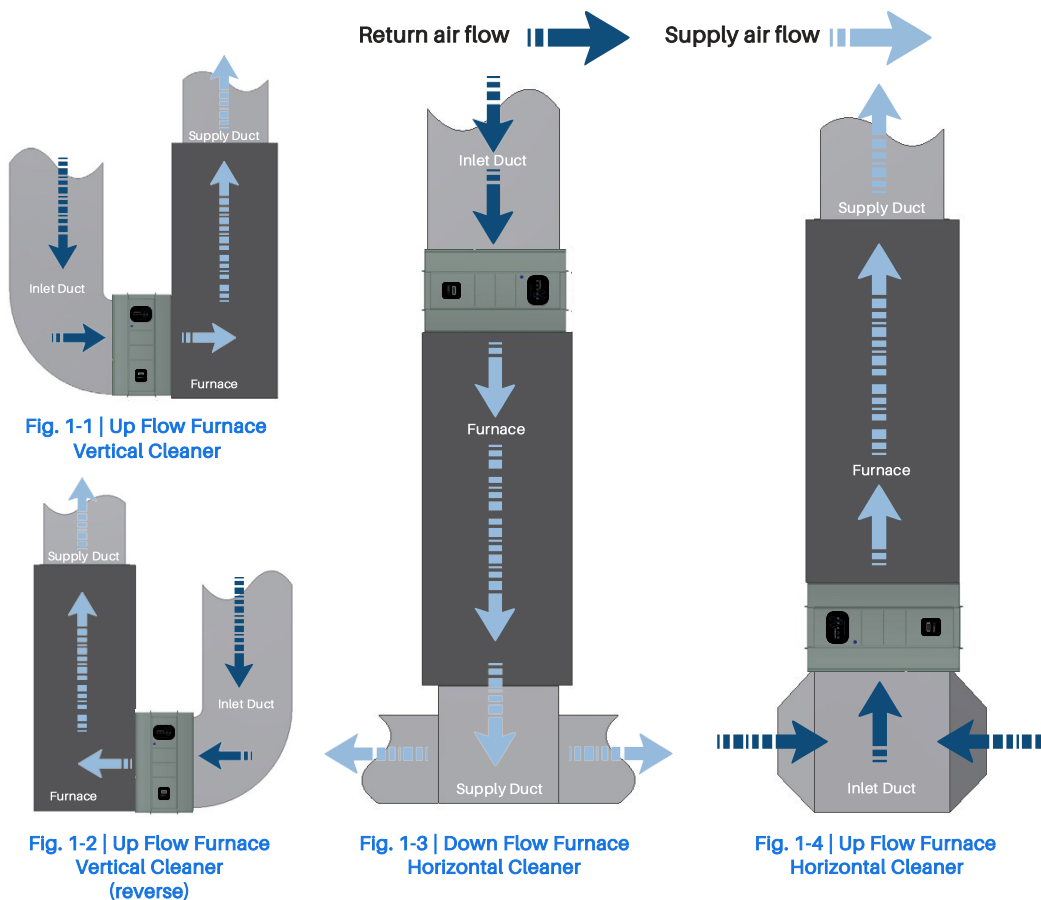 Return air flow
Supply air flow
Supply Duct
Inlet Duct
Furnace
Fig. 1-1 | Up Flow Furnace
Vertical Cleaner
Supply Duct
Inlet Duct
Furnace
Fig. 1-2 | Up Flow Furnace
Vertical Cleaner
(reverse)
Inlet Duct
Furnace
Supply Duct
Fig. 1-3 | Down Flow Furnace
Horizontal Cleaner
Supply Duct
Furnace
Inlet Duct
Fig. 1-4 | Up Flow Furnace
Horizontal Cleaner